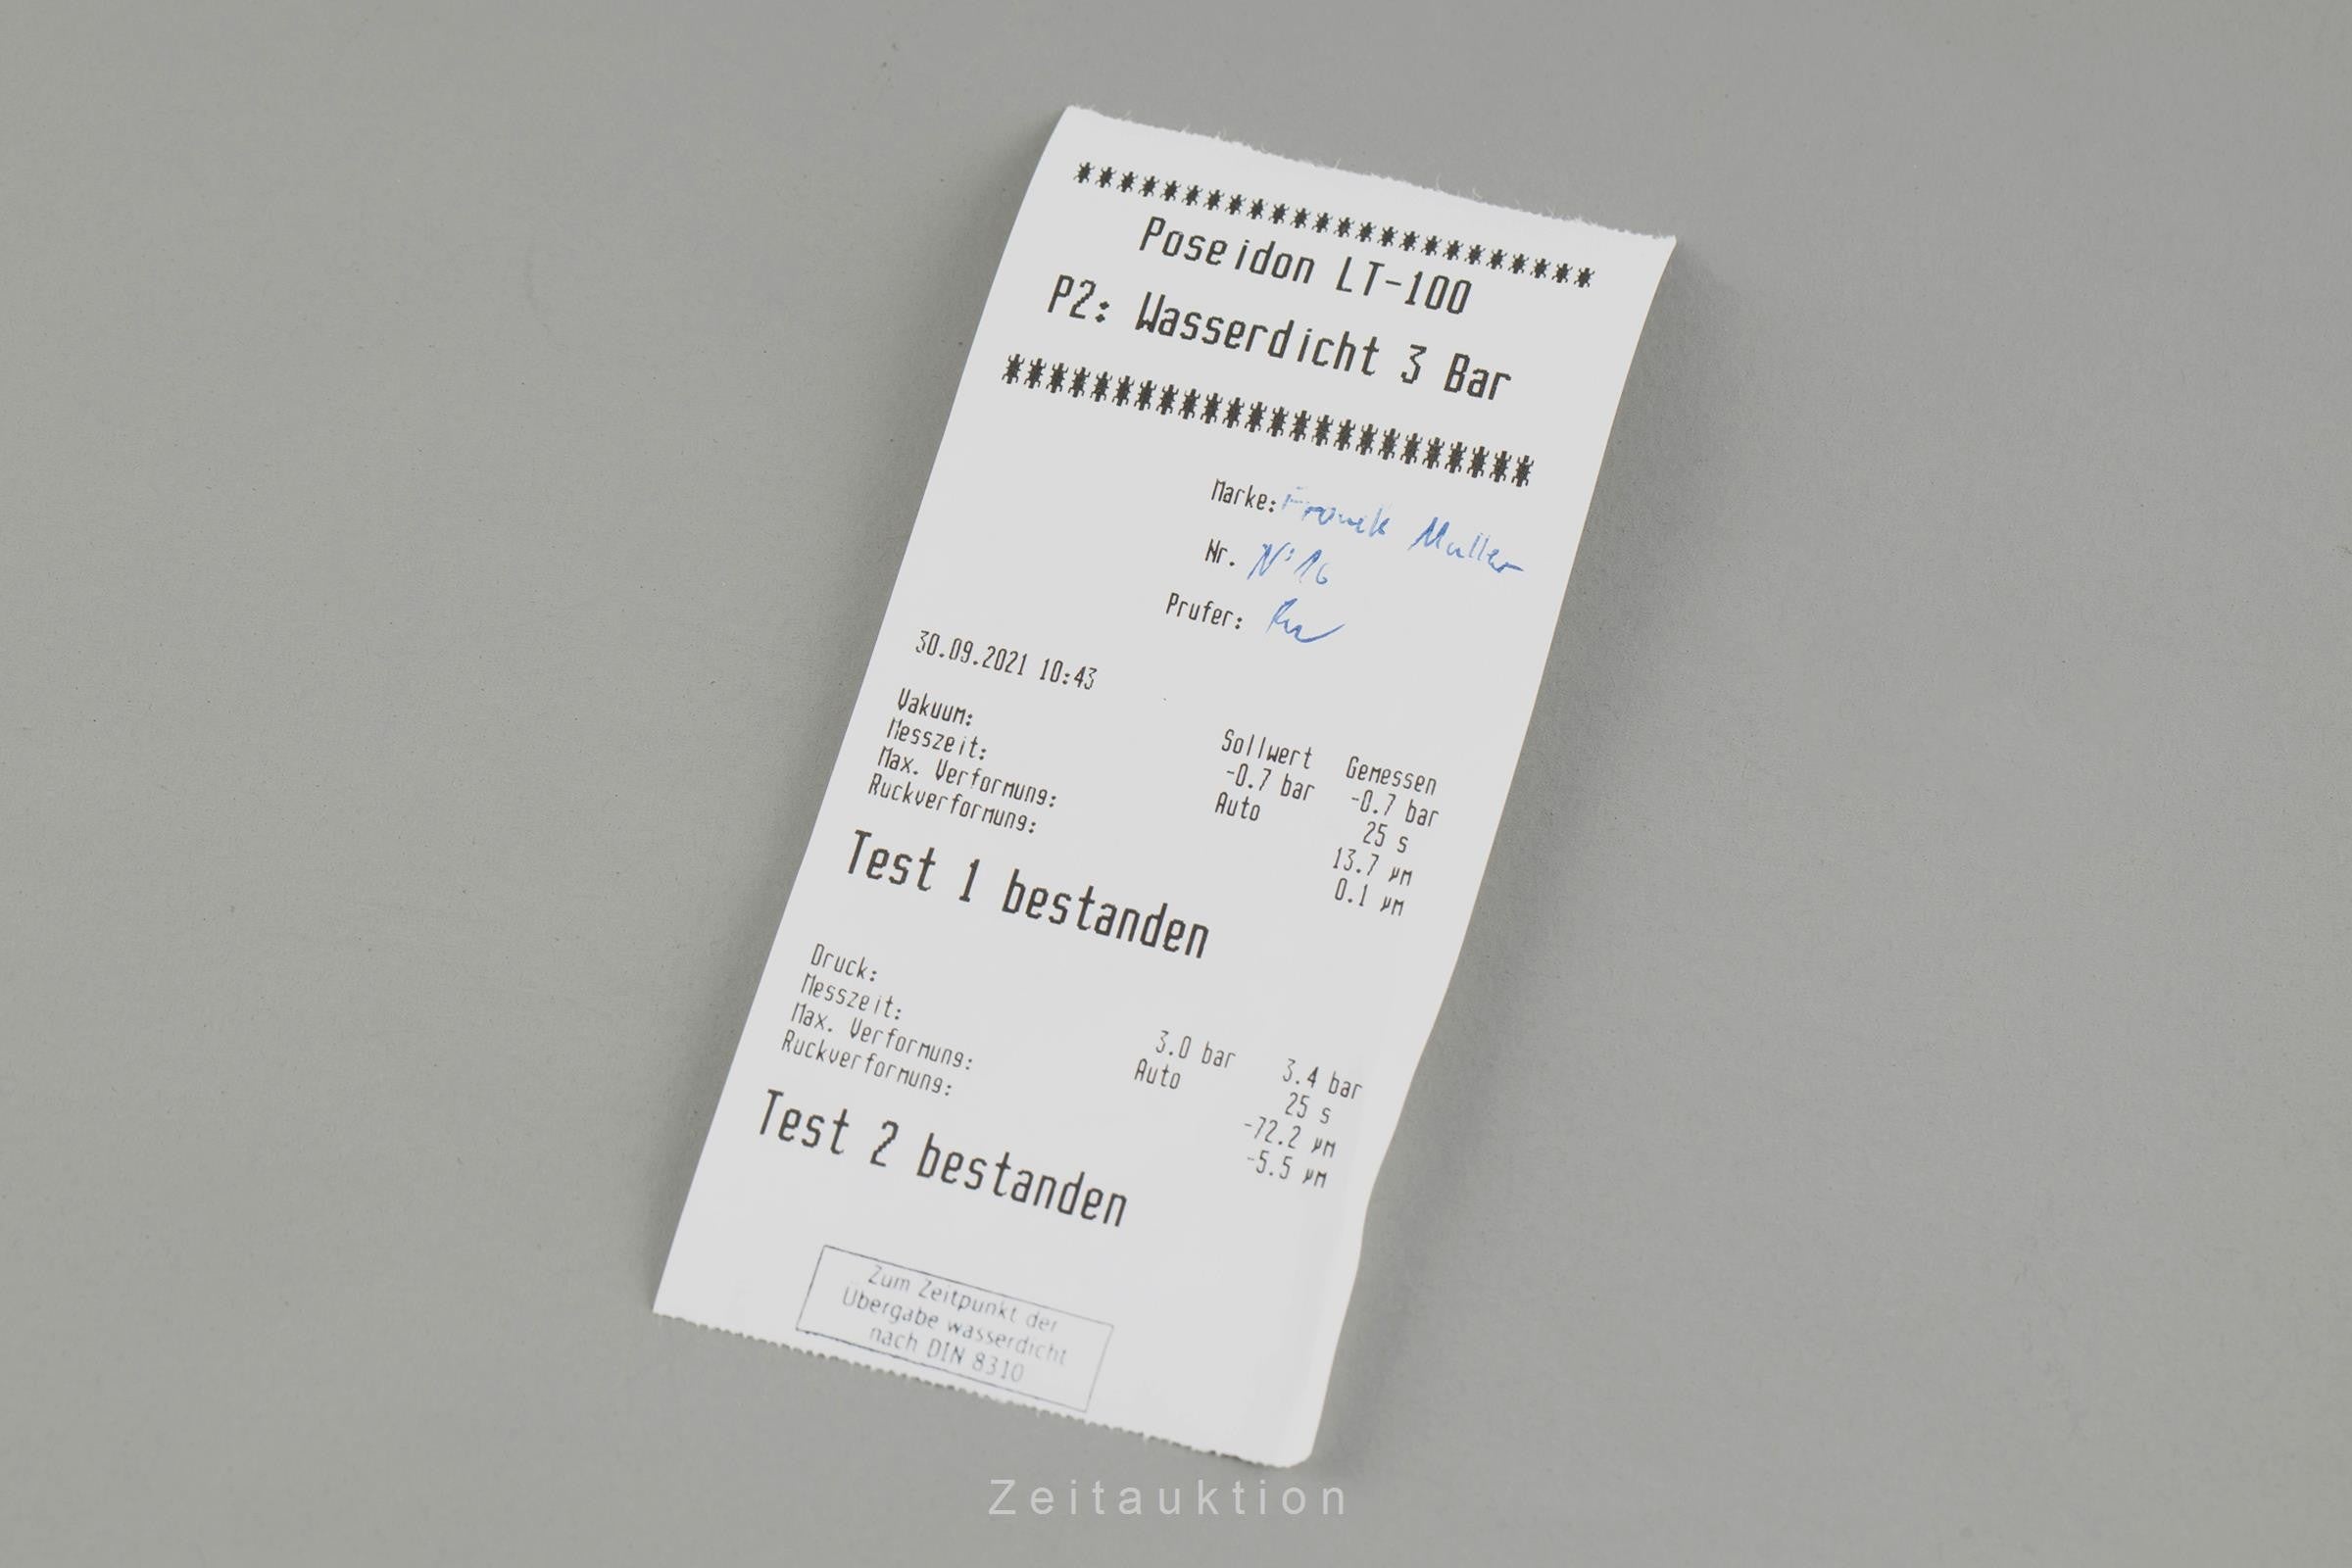 ************************
Poseidon LT-100
P2: Wasserdicht 3 Bar
************************
Marke: Franck Muller
Nr. N°16
Prufer:
30.09.2021 10:43
Sollwert Gemessen
Vakuum: -0.7 bar -0.7 bar
Messzeit: Auto 25 s
Max. Verformung: 13.7 µm
Ruckverformung: 0.1 µm
Test 1 bestanden
Druck: 3.0 bar 3.4 bar
Messzeit: Auto 25 s
Max. Verformung: -72.2 µm
Ruckverformung: -5.5 µm
Test 2 bestanden
Zum Zeitpunkt der
Übergabe wasserdicht
nach DIN 8310
Zeitauktion